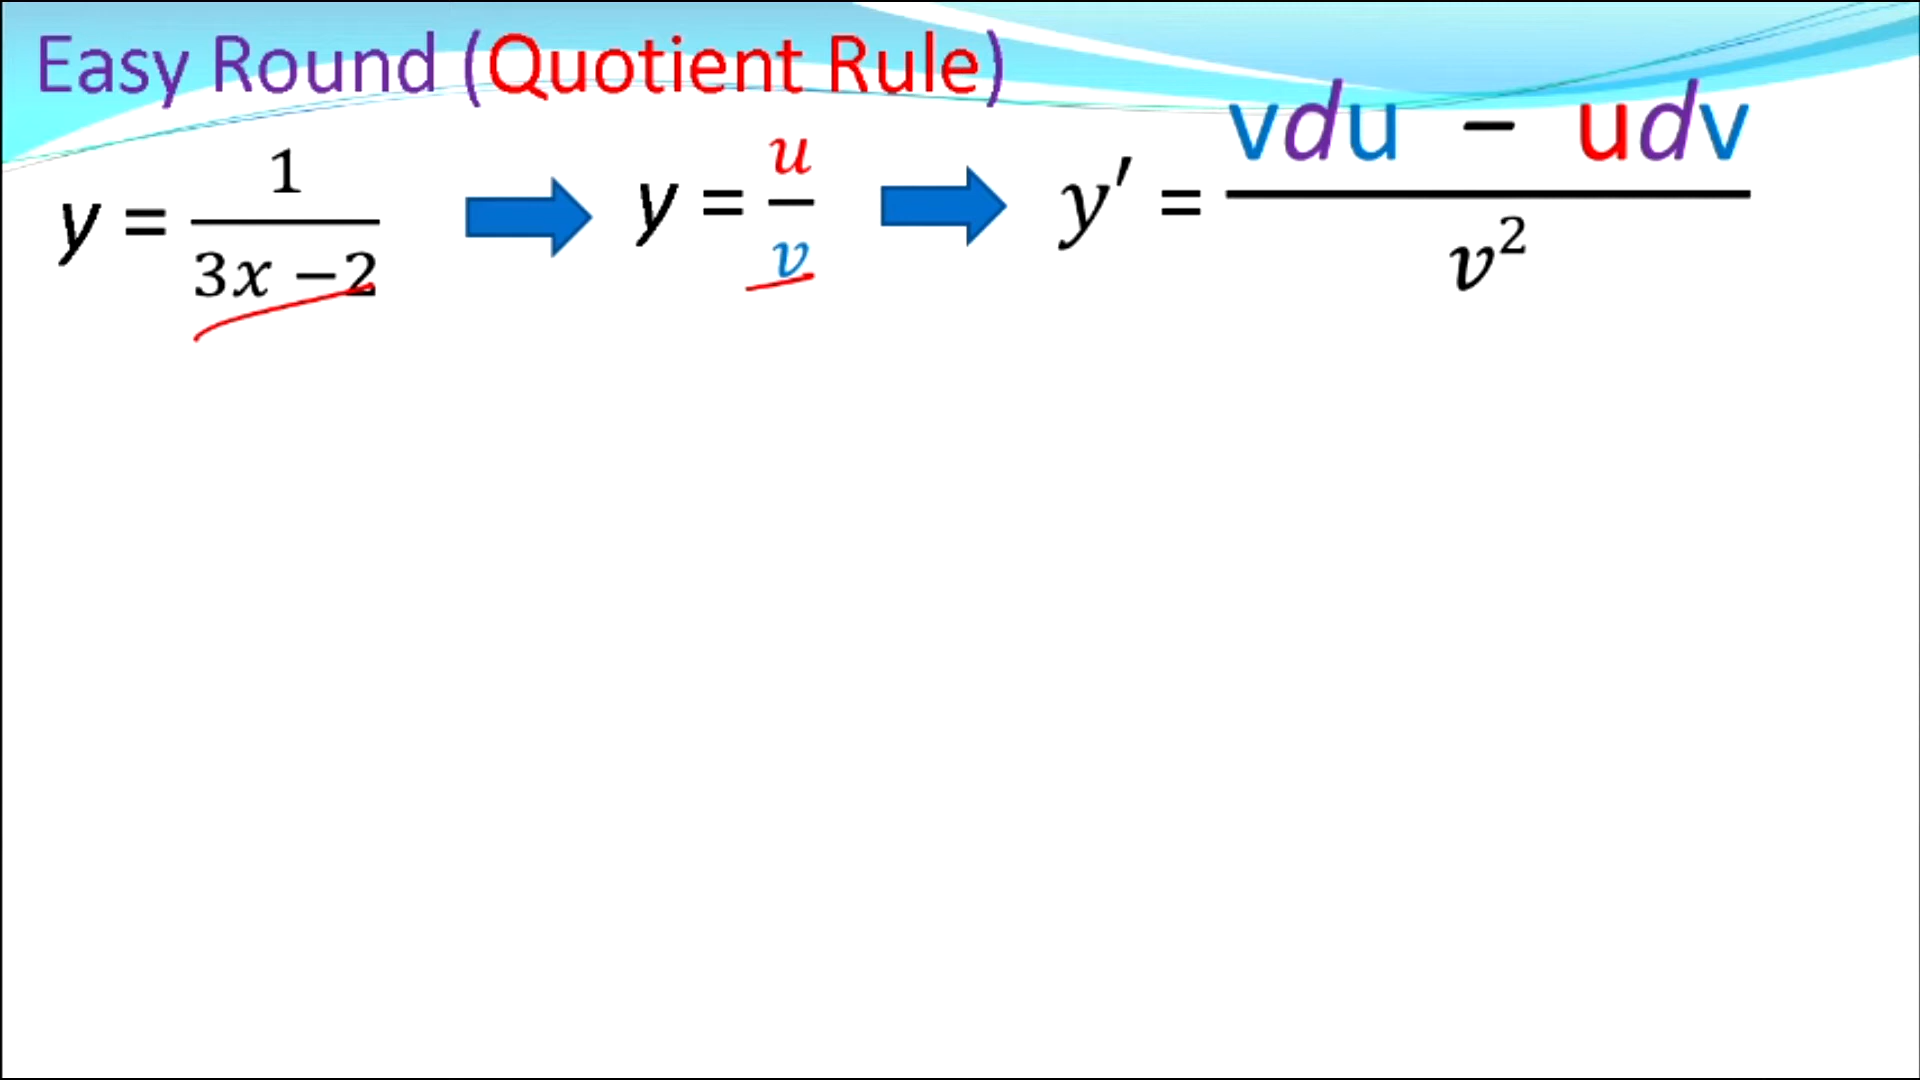 Easy Round (Quotient Rule)
y = 1/(3x − 2) y = u/v y′ = (vdu − udv)/v²